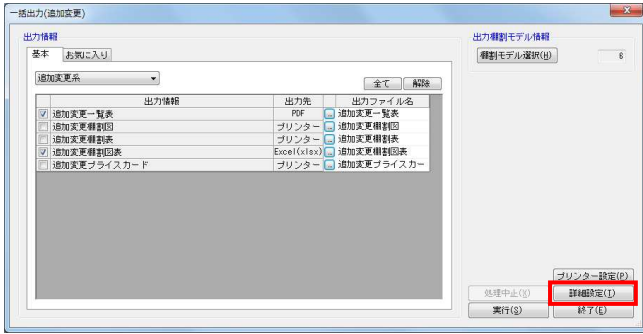 一括出力(追加変更)
出力情報
基本 お気に入り
追加変更系
全て 解除
出力情報 出力先 出力ファイル名
追加変更一覧表 PDF ... 追加変更一覧表
追加変更棚割図 プリンター ... 追加変更棚割図
追加変更棚割表 プリンター ... 追加変更棚割表
追加変更棚割図表 Excel(xlsx) ... 追加変更棚割図表
追加変更プライスカード プリンター ... 追加変更プライスカー
出力棚割モデル情報
棚割モデル選択(M) 6
プリンター設定(P)
処理中止(X) 詳細設定(I)
実行(S) 終了(E)